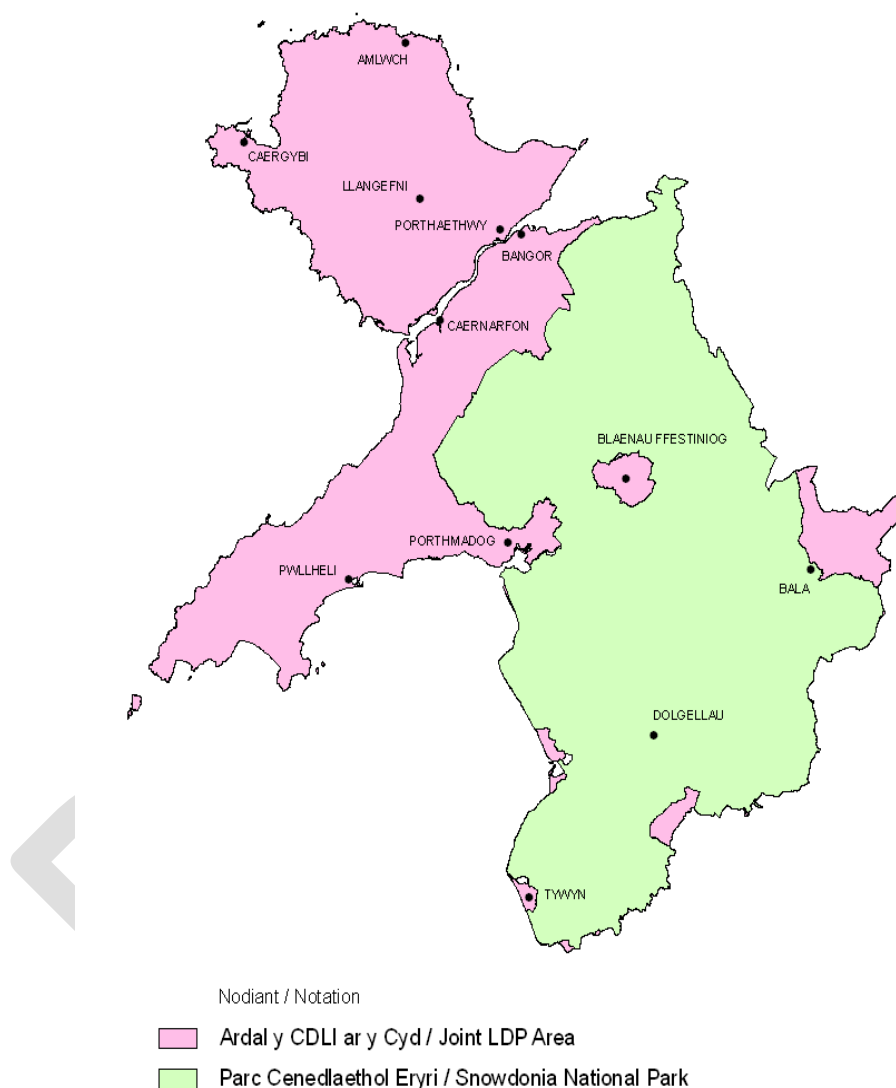 AMLWCH
CAERGYBI
LLANGEFNI
PORTHAETHWY
BANGOR
CAERNARFON
BLAENAU FFESTINIOG
PORTHMADOG
PWLLHELI
BALA
DOLGELLAU
TYWYN
Nodiant / Notation
Ardal y CDLl ar y Cyd / Joint LDP Area
Parc Cenedlaethol Eryri / Snowdonia National Park